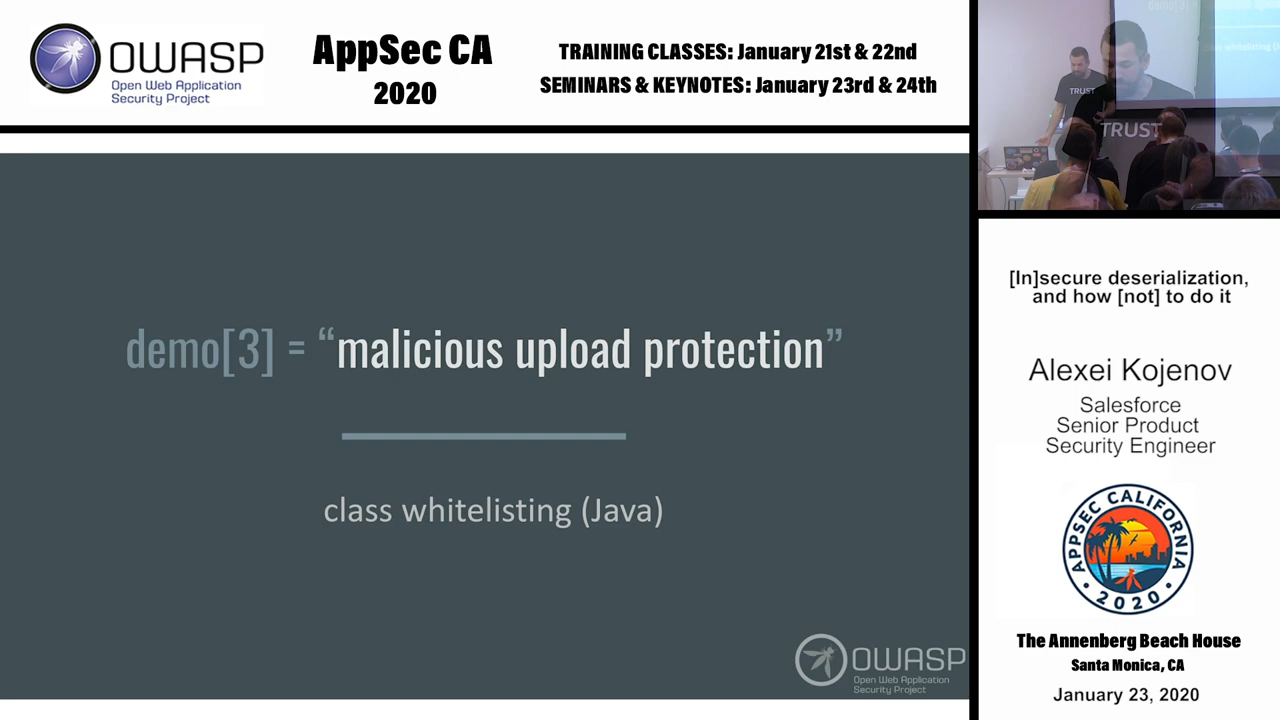 OWASP
Open Web Application
Security Project
AppSec CA
2020
TRAINING CLASSES: January 21st & 22nd
SEMINARS & KEYNOTES: January 23rd & 24th
TRUST
TRUST
demo[3] = “malicious upload protection”
class whitelisting (Java)
OWASP
Open Web Application
Security Project
[In]secure deserialization,
and how [not] to do it
Alexei Kojenov
Salesforce
Senior Product
Security Engineer
APPSEC CALIFORNIA
• 2020 •
The Annenberg Beach House
Santa Monica, CA
January 23, 2020